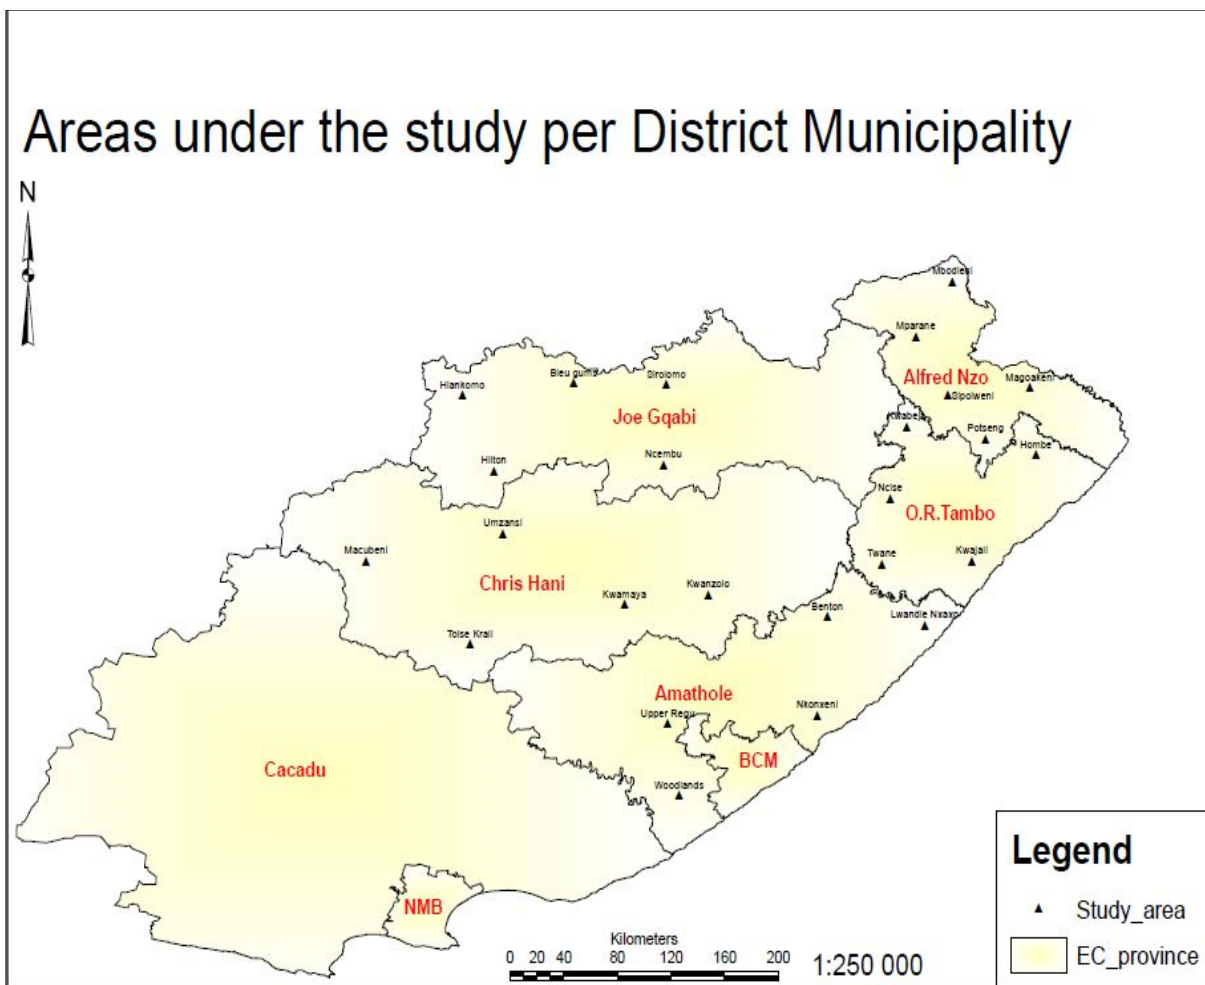 Areas under the study per District Municipality
N
Mbodleni
Mparane
Alfred Nzo
Magoakeni
Sipolweni
Hlankomo
Bleu gums
Sirolomo
Joe Gqabi
Potseng
Hombe
Hilton
Ncembu
Ncise
O.R.Tambo
Umzansi
Macubeni
Twane
Kwajali
Chris Hani
Kwamaya
Kwanzolo
Benton
Lwandle Nxaxo
Toise Krail
Amathole
Upper Regu
Nkonxeni
BCM
Cacadu
Woodlands
NMB
Legend
Study_area
EC_province
Kilometers
0 20 40 80 120 160 200
1:250 000